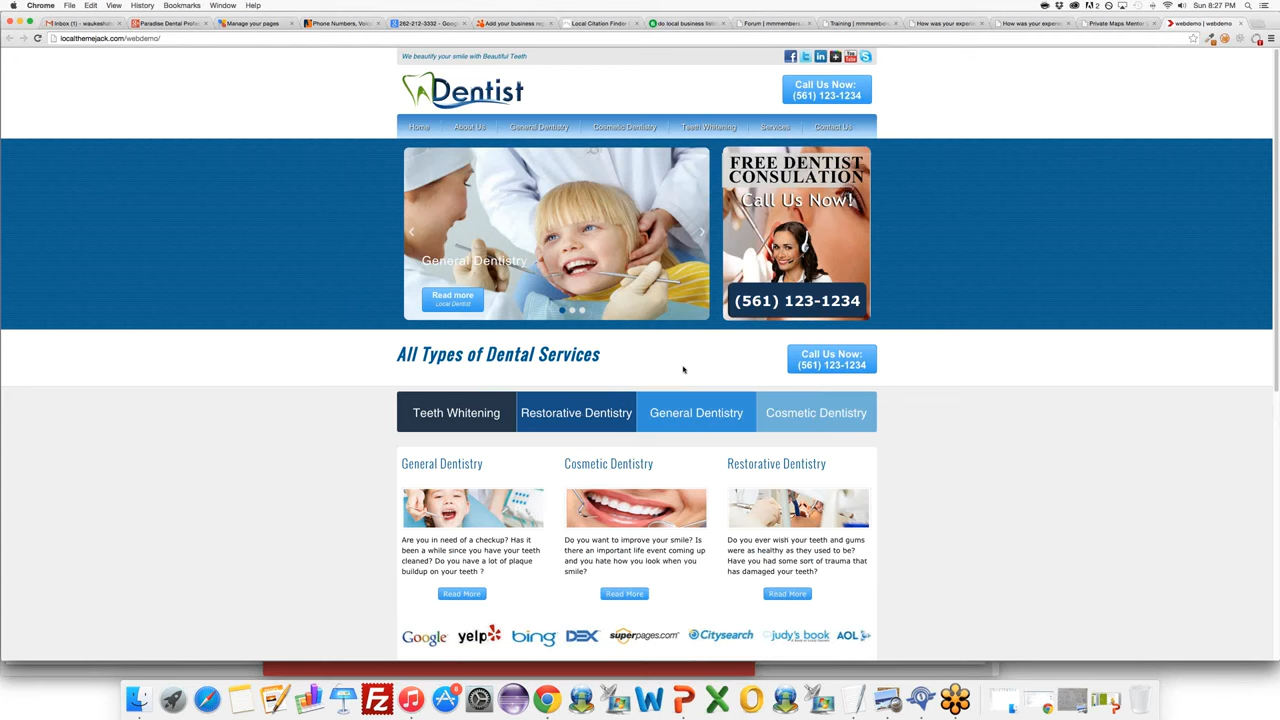 Chrome File Edit View History Bookmarks Window Help
2 Sun 8:27 PM
Inbox (1) - waukeshan
Paradise Dental Profes
Manage your pages
Phone Numbers, Voice
262-212-3332 - Google
Add your business reg
Local Citation Finder
do local business listin
Forum | mmmembers.
Training | mmmember
How was your experie
How was your experie
Private Maps Mentor
webdemo | webdemo
localthemejack.com/webdemo/
We beautify your smile with Beautiful Teeth
Dentist
Call Us Now:
(561) 123-1234
Home About Us General Dentistry Cosmetic Dentistry Teeth Whitening Services Contact Us
General Dentistry
Read more
Local Dentist
FREE DENTIST
CONSULATION
Call Us Now!
(561) 123-1234
All Types of Dental Services
Call Us Now:
(561) 123-1234
Teeth Whitening Restorative Dentistry General Dentistry Cosmetic Dentistry
General Dentistry
Are you in need of a checkup? Has it
been a while since you have your teeth
cleaned? Do you have a lot of plaque
buildup on your teeth ?
Read More
Cosmetic Dentistry
Do you want to improve your smile? Is
there an important life event coming up
and you hate how you look when you
smile?
Read More
Restorative Dentistry
Do you ever wish your teeth and gums
were as healthy as they used to be?
Have you had some sort of trauma that
has damaged your teeth?
Read More
Google yelp bing DEX superpages.com Citysearch judy's book AOL